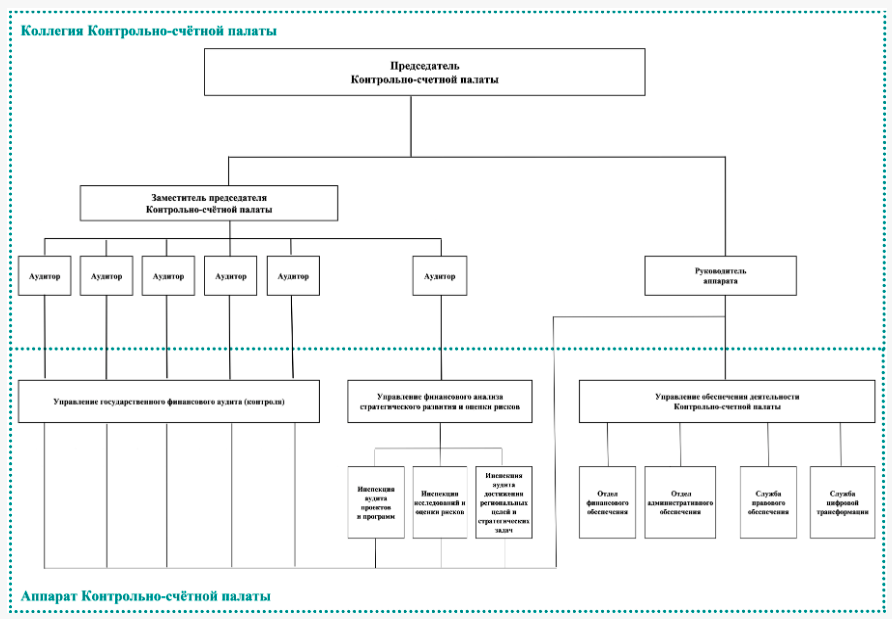 Коллегия Контрольно-счётной палаты
Председатель
Контрольно-счетной палаты
Заместитель председателя
Контрольно-счётной палаты
Аудитор
Аудитор
Аудитор
Аудитор
Аудитор
Аудитор
Руководитель
аппарата
Управление государственного финансового аудита (контроля)
Управление финансового анализа
стратегического развития и оценки рисков
Управление обеспечения деятельности
Контрольно-счетной палаты
Инспекция
аудита
проектов
и программ
Инспекция
исследований и
оценки рисков
Инспекция
аудита
достижения
региональных
целей и
стратегических
задач
Отдел
финансового
обеспечения
Отдел
административного
обеспечения
Служба
правового
обеспечения
Служба
цифровой
трансформации
Аппарат Контрольно-счётной палаты